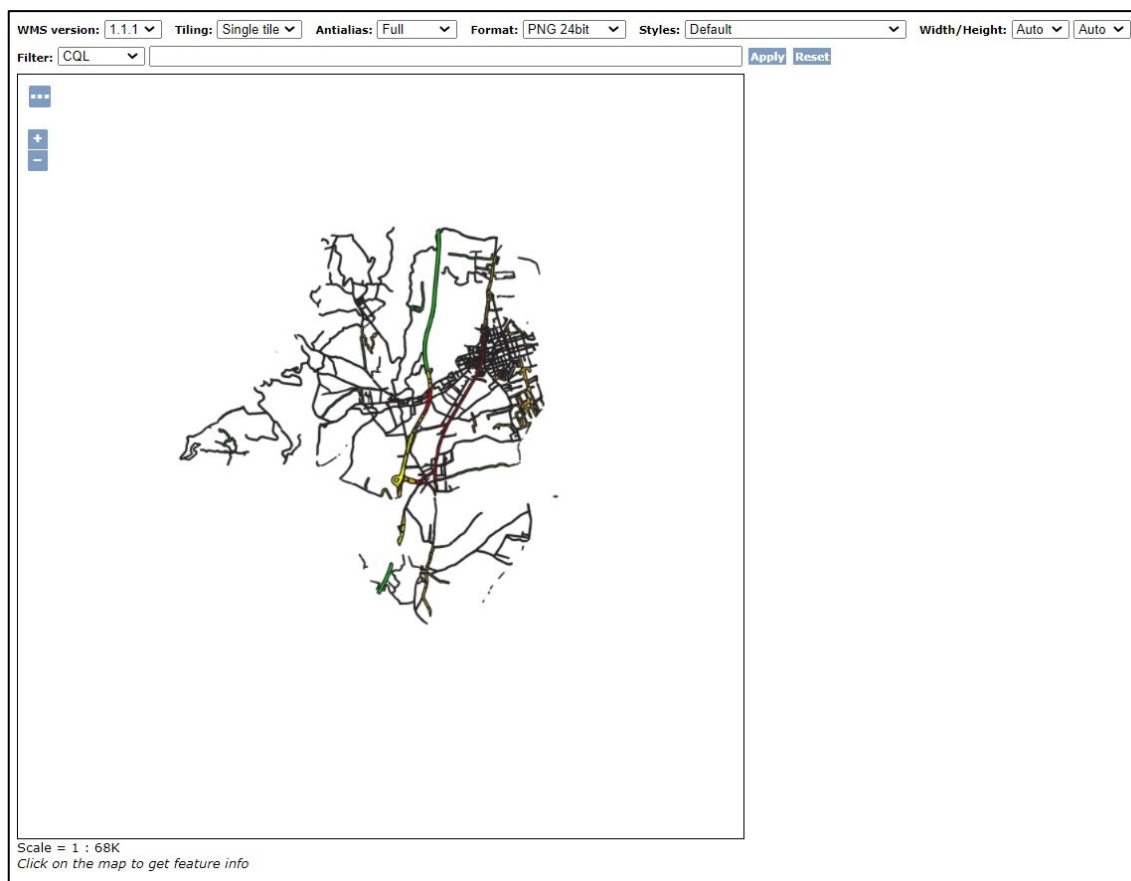 WMS version: 1.1.1 Tiling: Single tile Antialias: Full Format: PNG 24bit Styles: Default Width/Height: Auto Auto
Filter: CQL Apply Reset
+
−
Scale = 1 : 68K
Click on the map to get feature info